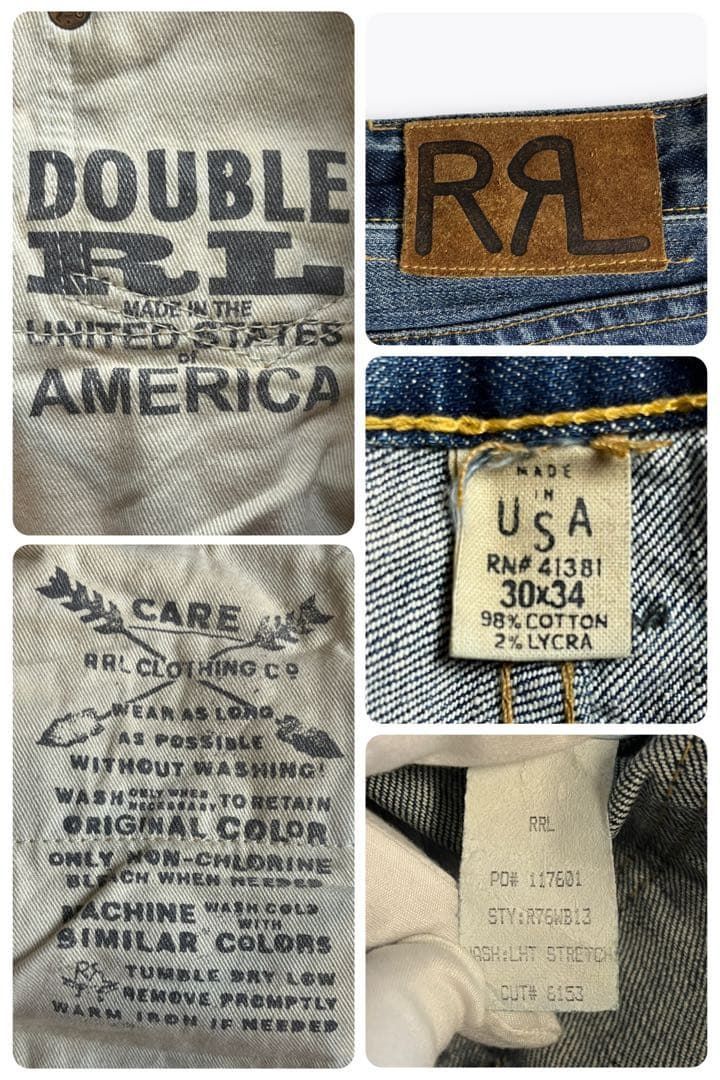 DOUBLE
RL
MADE IN THE
UNITED STATES
OF
AMERICA
CARE
RRL CLOTHING CO
WEAR AS LONG
AS POSSIBLE
WITHOUT WASHING!
WASH ONLY WHEN NECESSARY TO RETAIN
ORIGINAL COLOR
ONLY NON-CHLORINE
BLEACH WHEN NEEDED
MACHINE WASH COLD WITH
SIMILAR COLORS
RRL TUMBLE DRY LOW
REMOVE PROMPTLY
WARM IRON IF NEEDED
RRL
MADE
IN
USA
RN# 41381
30x34
98% COTTON
2% LYCRA
RRL
PO# 117601
STY:R76WB13
WASH:LHT STRETCH
CUT# 6153